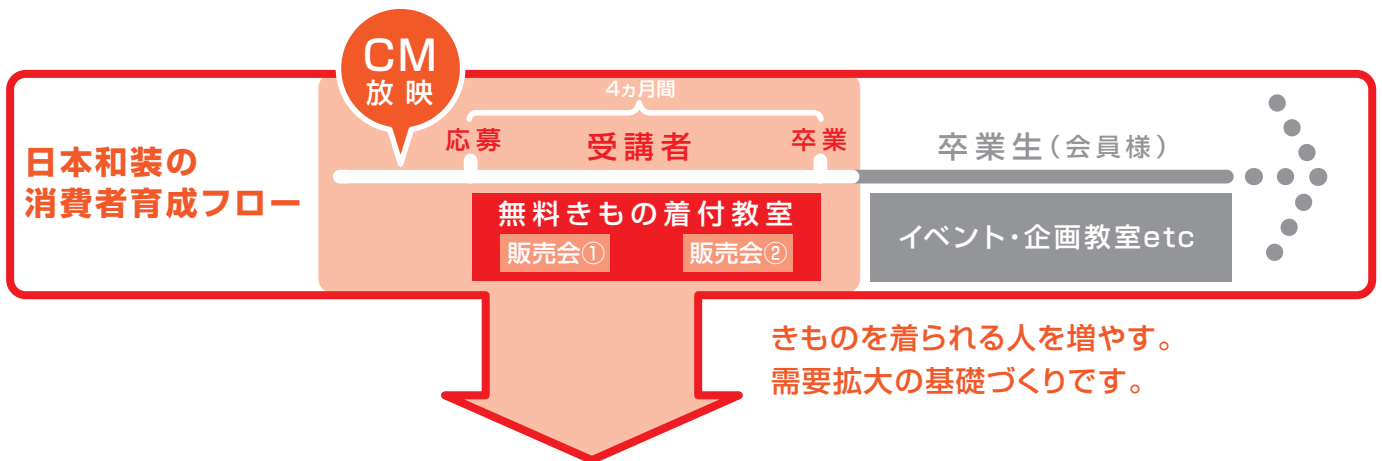 CM
放映
4ヵ月間
応募
受講者
卒業
卒業生(会員様)
日本和装の
消費者育成フロー
無料きもの着付教室
販売会①
販売会②
イベント・企画教室etc
きものを着られる人を増やす。
需要拡大の基礎づくりです。